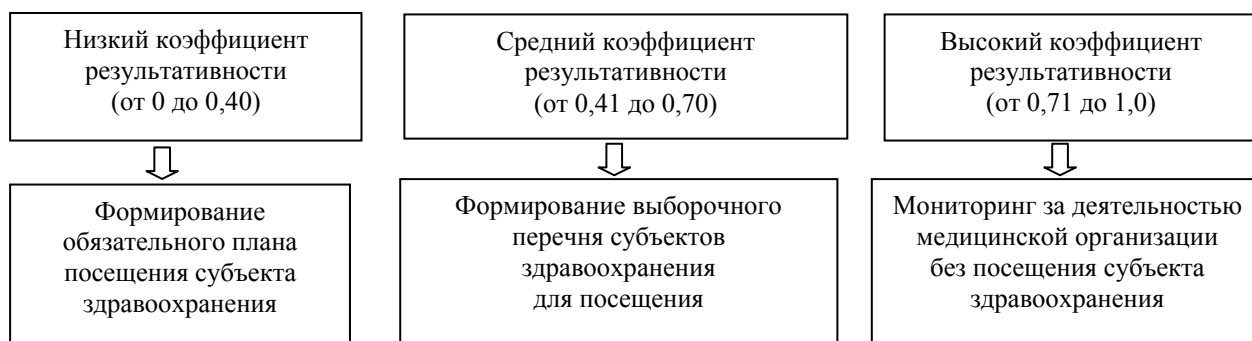 Низкий коэффициент
результативности
(от 0 до 0,40)
Средний коэффициент
результативности
(от 0,41 до 0,70)
Высокий коэффициент
результативности
(от 0,71 до 1,0)
Формирование
обязательного плана
посещения субъекта
здравоохранения
Формирование выборочного
перечня субъектов
здравоохранения
для посещения
Мониторинг за деятельностью
медицинской организации
без посещения субъекта
здравоохранения